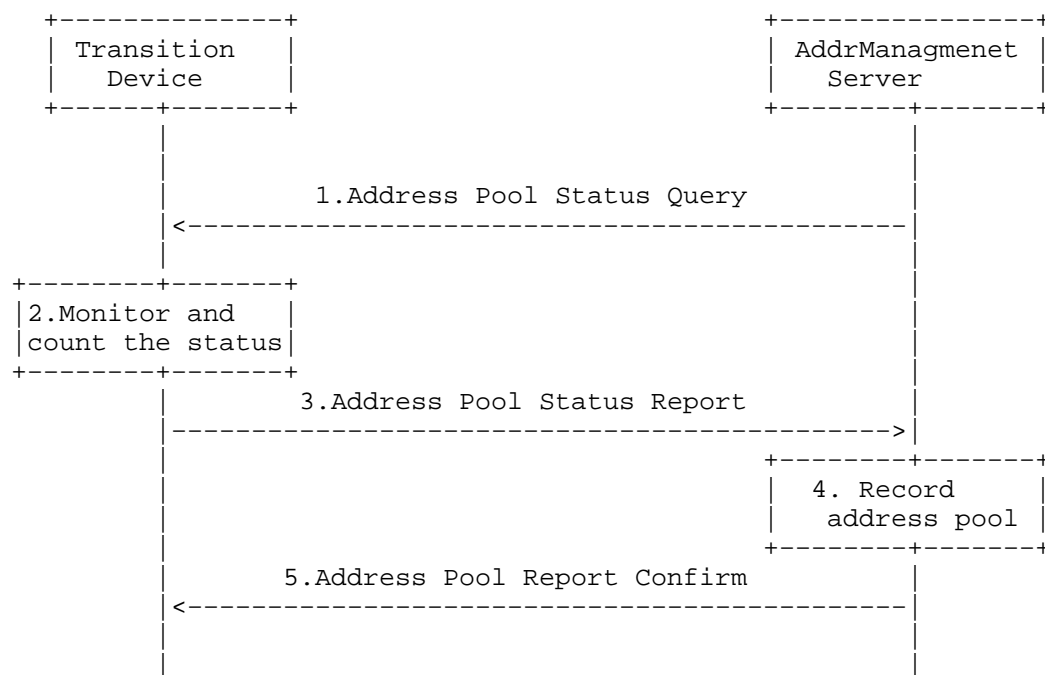 Transition
Device
AddrManagmenet
Server
1.Address Pool Status Query
2.Monitor and
count the status
3.Address Pool Status Report
4. Record
address pool
5.Address Pool Report Confirm